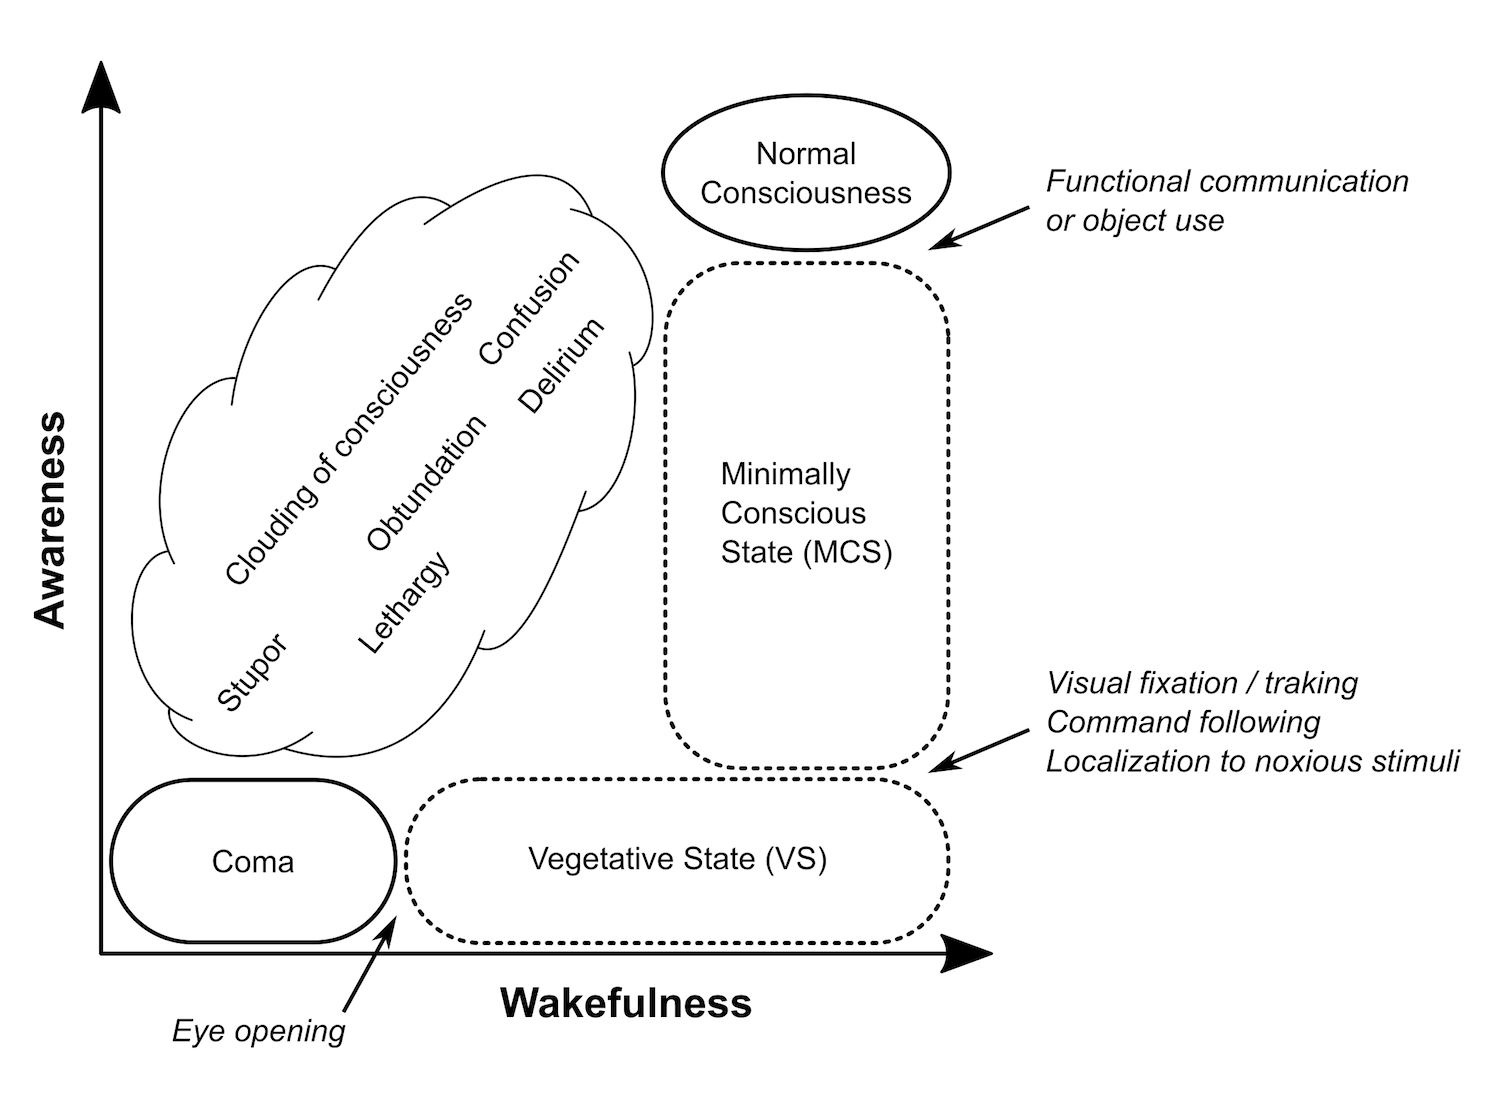 Awareness
Normal
Consciousness
Functional communication
or object use
Clouding of consciousness
Confusion
Delirium
Obtundation
Lethargy
Stupor
Minimally
Conscious
State (MCS)
Visual fixation / traking
Command following
Localization to noxious stimuli
Coma
Vegetative State (VS)
Wakefulness
Eye opening